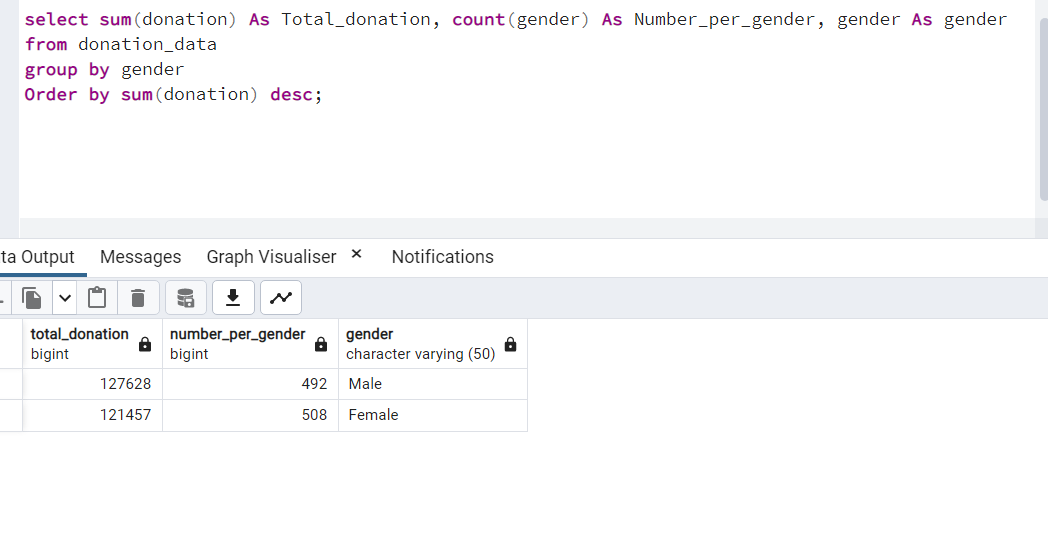 select sum(donation) As Total_donation, count(gender) As Number_per_gender, gender As gender
from donation_data
group by gender
Order by sum(donation) desc;
ta Output Messages Graph Visualiser × Notifications
total_donation number_per_gender gender
bigint bigint character varying (50)
127628 492 Male
121457 508 Female